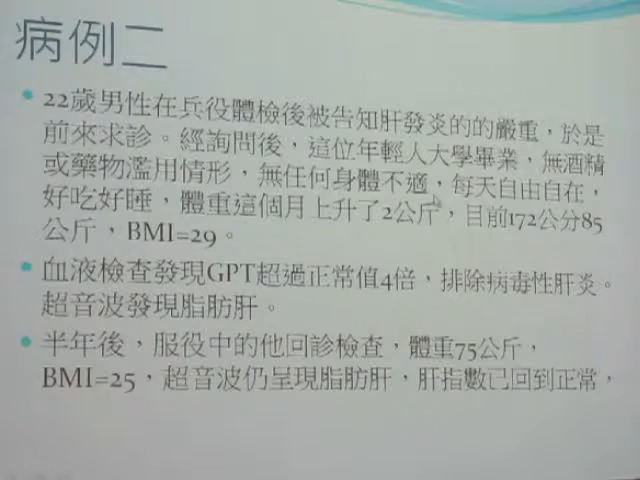 病例二
• 22歲男性在兵役體檢後被告知肝發炎的的嚴重，於是
前來求診。經詢問後，這位年輕人大學畢業，無酒精
或藥物濫用情形，無任何身體不適，每天自由自在，
好吃好睡，體重這個月上升了2公斤，目前172公分85
公斤，BMI=29。
• 血液檢查發現GPT超過正常值4倍，排除病毒性肝炎。
超音波發現脂肪肝。
• 半年後，服役中的他回診檢查，體重75公斤，
BMI=25，超音波仍呈現脂肪肝，肝指數已回到正常，